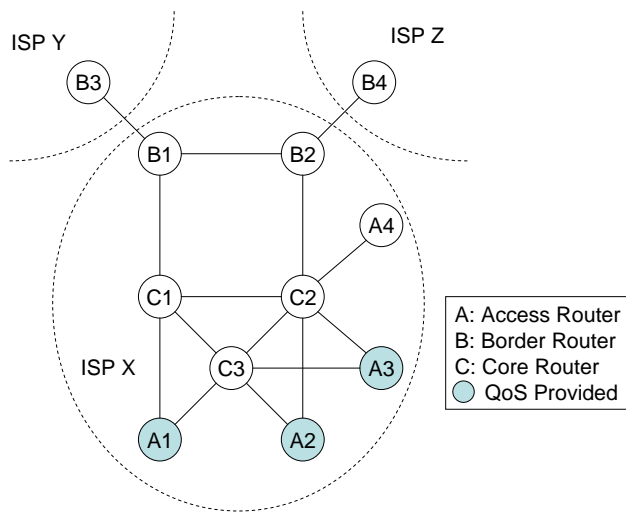 ISP Y
ISP Z
B3
B4
B1
B2
A4
C1
C2
ISP X
C3
A3
A1
A2
A: Access Router
B: Border Router
C: Core Router
QoS Provided